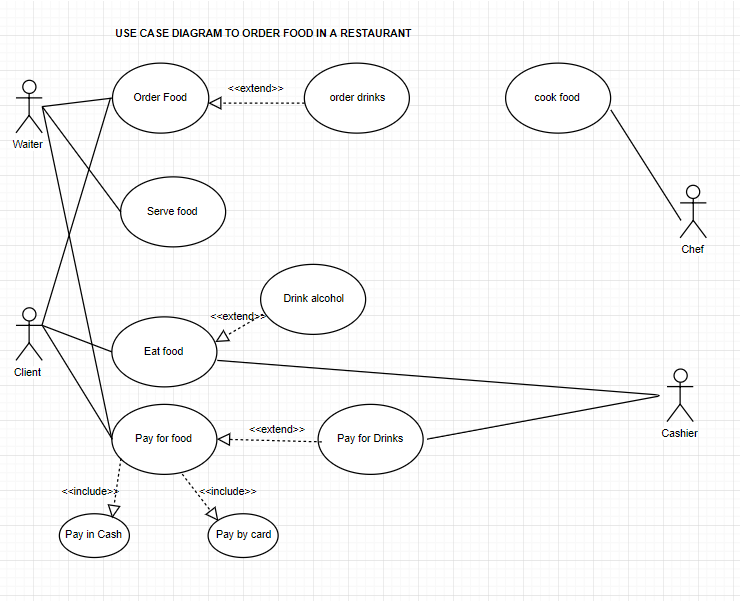 USE CASE DIAGRAM TO ORDER FOOD IN A RESTAURANT
Order Food
<<extend>>
order drinks
cook food
Waiter
Serve food
Chef
Drink alcohol
<<extend>>
Client
Eat food
Cashier
<<extend>>
Pay for food
Pay for Drinks
<<include>>
<<include>>
Pay in Cash
Pay by card